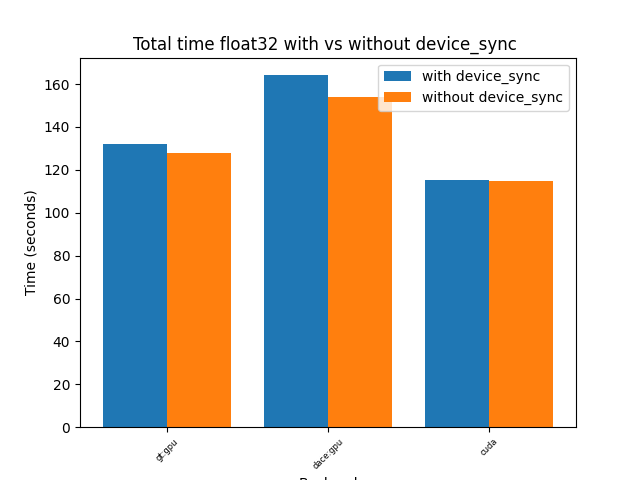 Total time float32 with vs without device_sync
with device_sync
without device_sync
Time (seconds)
160
140
120
100
80
60
40
20
0
gt:gpu
dace:gpu
cuda